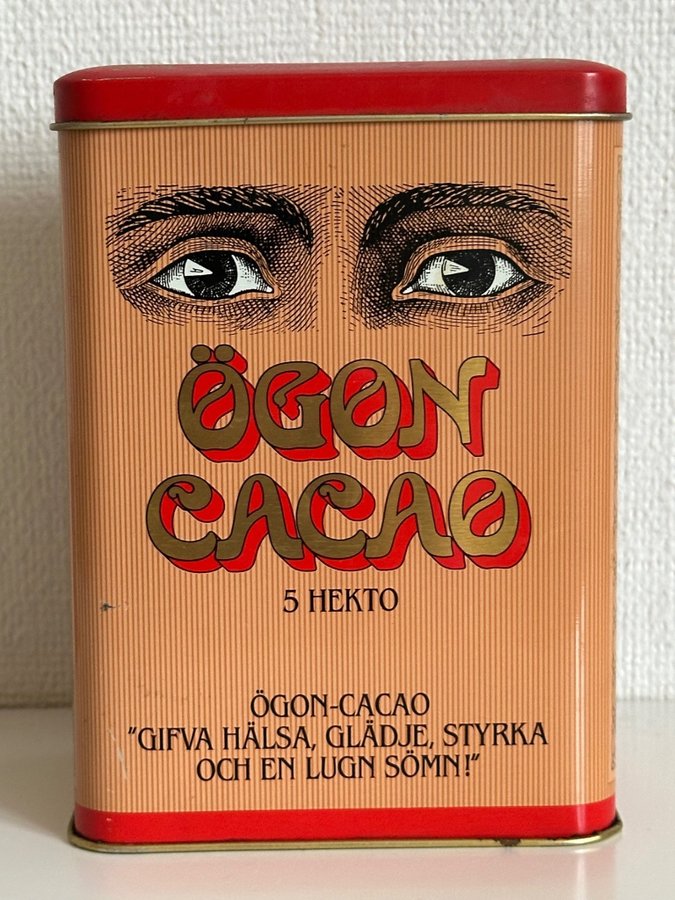 ÖGON
CACAO
5 HEKTO
ÖGON-CACAO
"GIFVA HÄLSA, GLÄDJE, STYRKA
OCH EN LUGN SÖMN!"